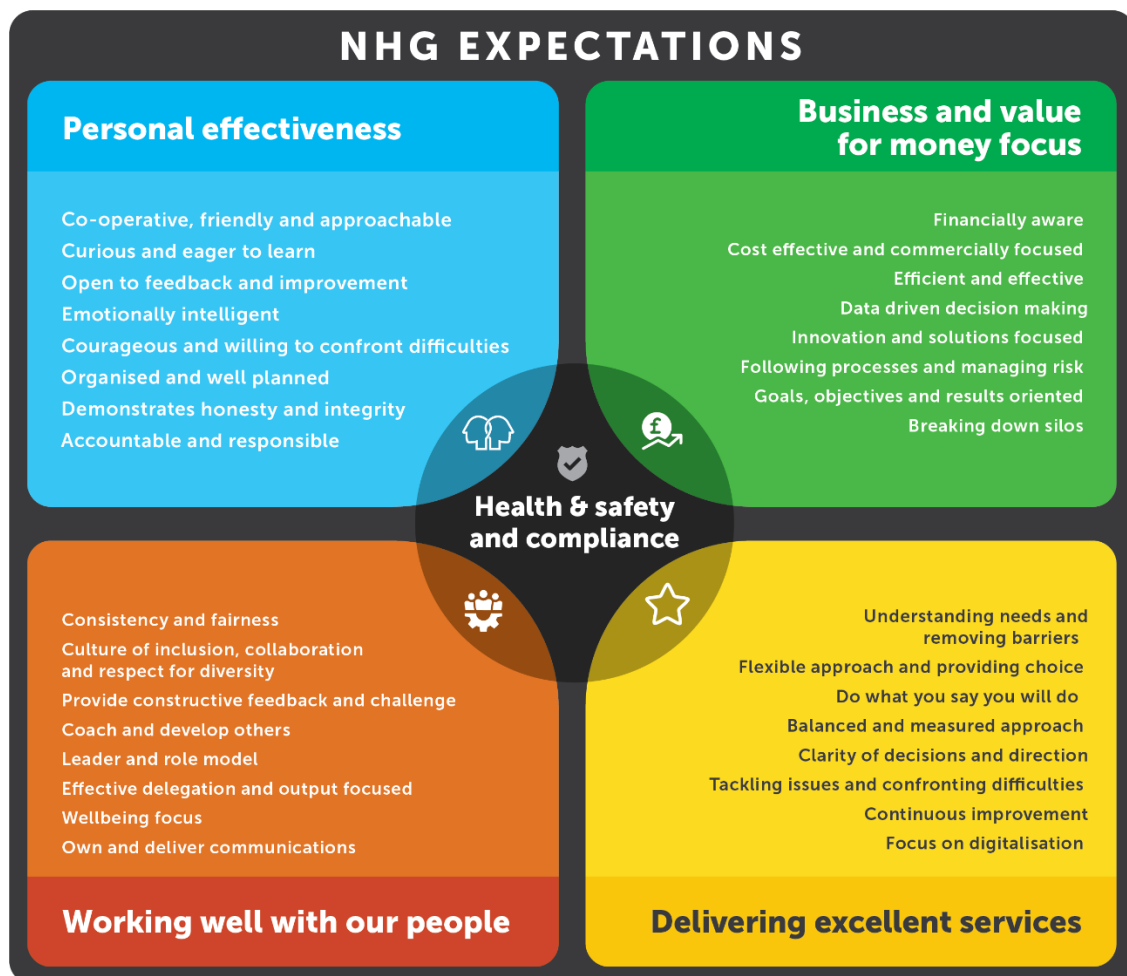 NHG EXPECTATIONS
Personal effectiveness
Co-operative, friendly and approachable
Curious and eager to learn
Open to feedback and improvement
Emotionally intelligent
Courageous and willing to confront difficulties
Organised and well planned
Demonstrates honesty and integrity
Accountable and responsible
Business and value
for money focus
Financially aware
Cost effective and commercially focused
Efficient and effective
Data driven decision making
Innovation and solutions focused
Following processes and managing risk
Goals, objectives and results oriented
Breaking down silos
£
Health & safety
and compliance
Consistency and fairness
Culture of inclusion, collaboration
and respect for diversity
Provide constructive feedback and challenge
Coach and develop others
Leader and role model
Effective delegation and output focused
Wellbeing focus
Own and deliver communications
Working well with our people
Understanding needs and
removing barriers
Flexible approach and providing choice
Do what you say you will do
Balanced and measured approach
Clarity of decisions and direction
Tackling issues and confronting difficulties
Continuous improvement
Focus on digitalisation
Delivering excellent services